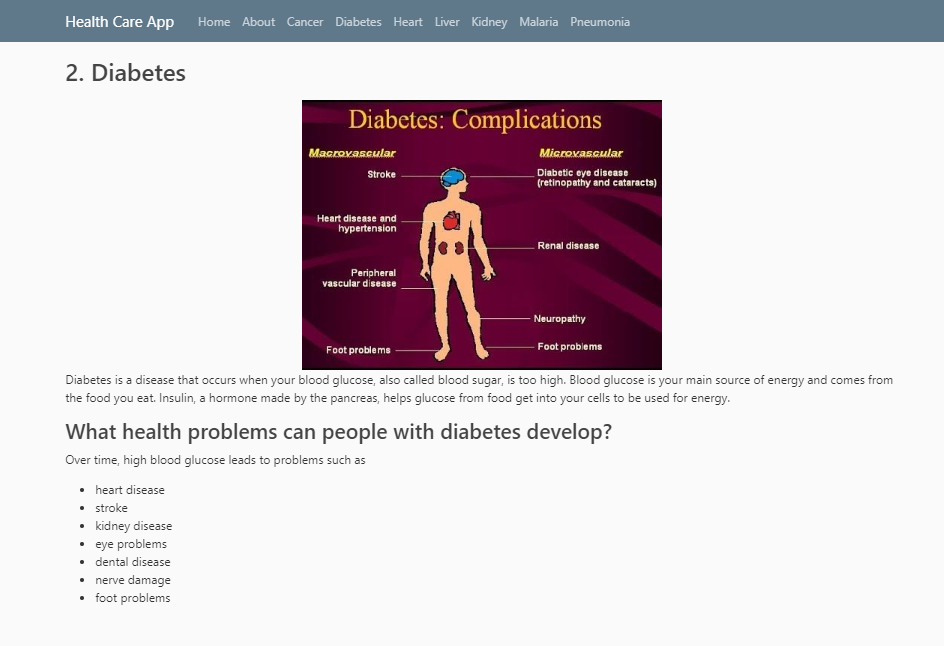 Health Care App Home About Cancer Diabetes Heart Liver Kidney Malaria Pneumonia
2. Diabetes
Diabetes: Complications
Macrovascular
Stroke
Heart disease and
hypertension
Peripheral
vascular disease
Foot problems
Microvascular
Diabetic eye disease
(retinopathy and cataracts)
Renal disease
Neuropathy
Foot problems
Diabetes is a disease that occurs when your blood glucose, also called blood sugar, is too high. Blood glucose is your main source of energy and comes from
the food you eat. Insulin, a hormone made by the pancreas, helps glucose from food get into your cells to be used for energy.
What health problems can people with diabetes develop?
Over time, high blood glucose leads to problems such as
• heart disease
• stroke
• kidney disease
• eye problems
• dental disease
• nerve damage
• foot problems